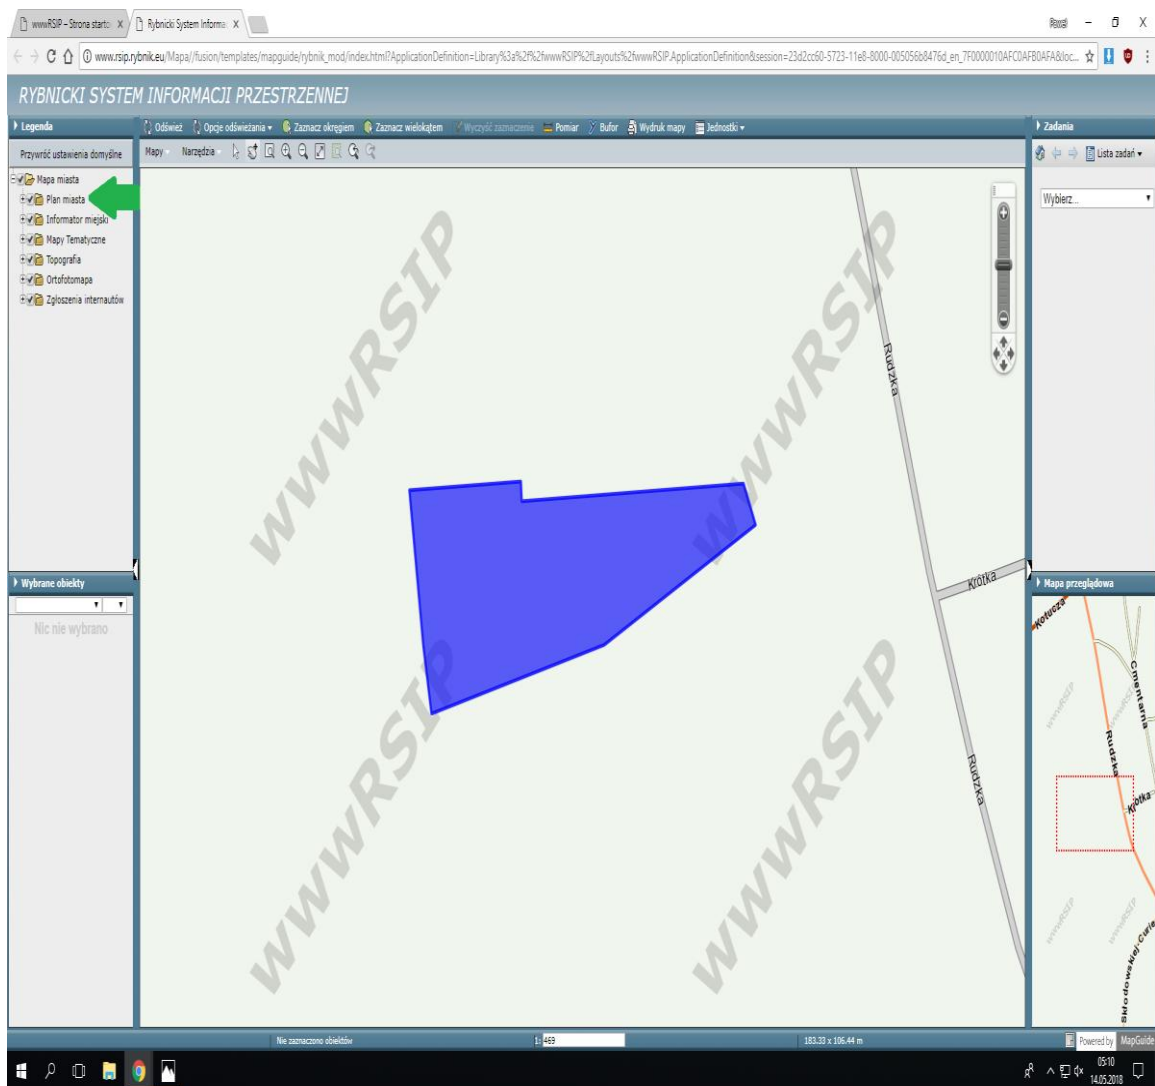 wwwRSIP – Strona starto
Rybnicki System Informa
Paweł
www.rsip.rybnik.eu/Mapa//fusion/templates/mapguide/rybnik_mod/index.html?ApplicationDefinition=Library%3a%2f%2fwwwRSIP%2fLayouts%2fwwwRSIP.ApplicationDefinition&session=23d2cc60-5723-11e8-8000-005056b8476d_en_7F0000010AFC0AFB0AFA&loc...
RYBNICKI SYSTEM INFORMACJI PRZESTRZENNEJ
Legenda
Odśwież Opcje odświeżania Zaznacz okręgiem Zaznacz wielokątem Wyczyść zaznaczenie Pomiar Bufor Wydruk mapy Jednostki
Zadania
Przywróć ustawienia domyślne
Mapy Narzędzia
Lista zadań
Mapa miasta
Plan miasta
Informator miejski
Mapy Tematyczne
Topografia
Ortofotomapa
Zgłoszenia internautów
Wybierz...
wwwRSIP
wwwRSIP
Rudzka
Krótka
Rudzka
wwwRSIP
wwwRSIP
Wybrane obiekty
Nic nie wybrano
Mapa przeglądowa
Kotucza
Cmentarna
wwwRSIP
wwwRSIP
Rudzka
Krótka
wwwRSIP
wwwRSIP
Skłodowskiej-Curie
Nie zaznaczono obiektów
1: 469
183.33 x 106.44 m
Powered by MapGuide
05:10
14.05.2018